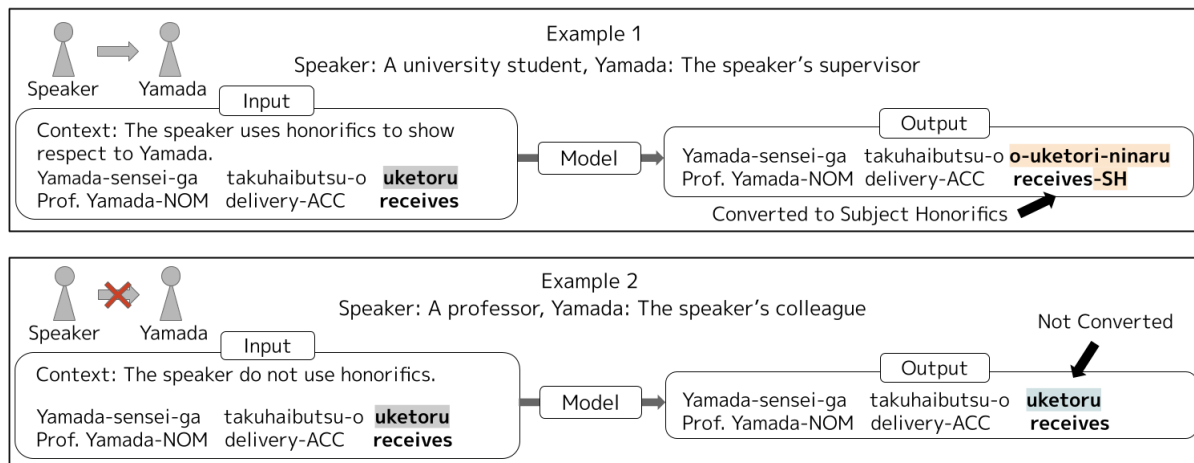 Example 1
Speaker: A university student, Yamada: The speaker's supervisor
Speaker Yamada
Input
Context: The speaker uses honorifics to show
respect to Yamada.
Yamada-sensei-ga takuhaibutsu-o uketoru
Prof. Yamada-NOM delivery-ACC receives
Model
Output
Yamada-sensei-ga takuhaibutsu-o o-uketori-ninaru
Prof. Yamada-NOM delivery-ACC receives-SH
Converted to Subject Honorifics
Example 2
Speaker: A professor, Yamada: The speaker's colleague
Speaker Yamada
Input
Context: The speaker do not use honorifics.
Yamada-sensei-ga takuhaibutsu-o uketoru
Prof. Yamada-NOM delivery-ACC receives
Model
Not Converted
Output
Yamada-sensei-ga takuhaibutsu-o uketoru
Prof. Yamada-NOM delivery-ACC receives